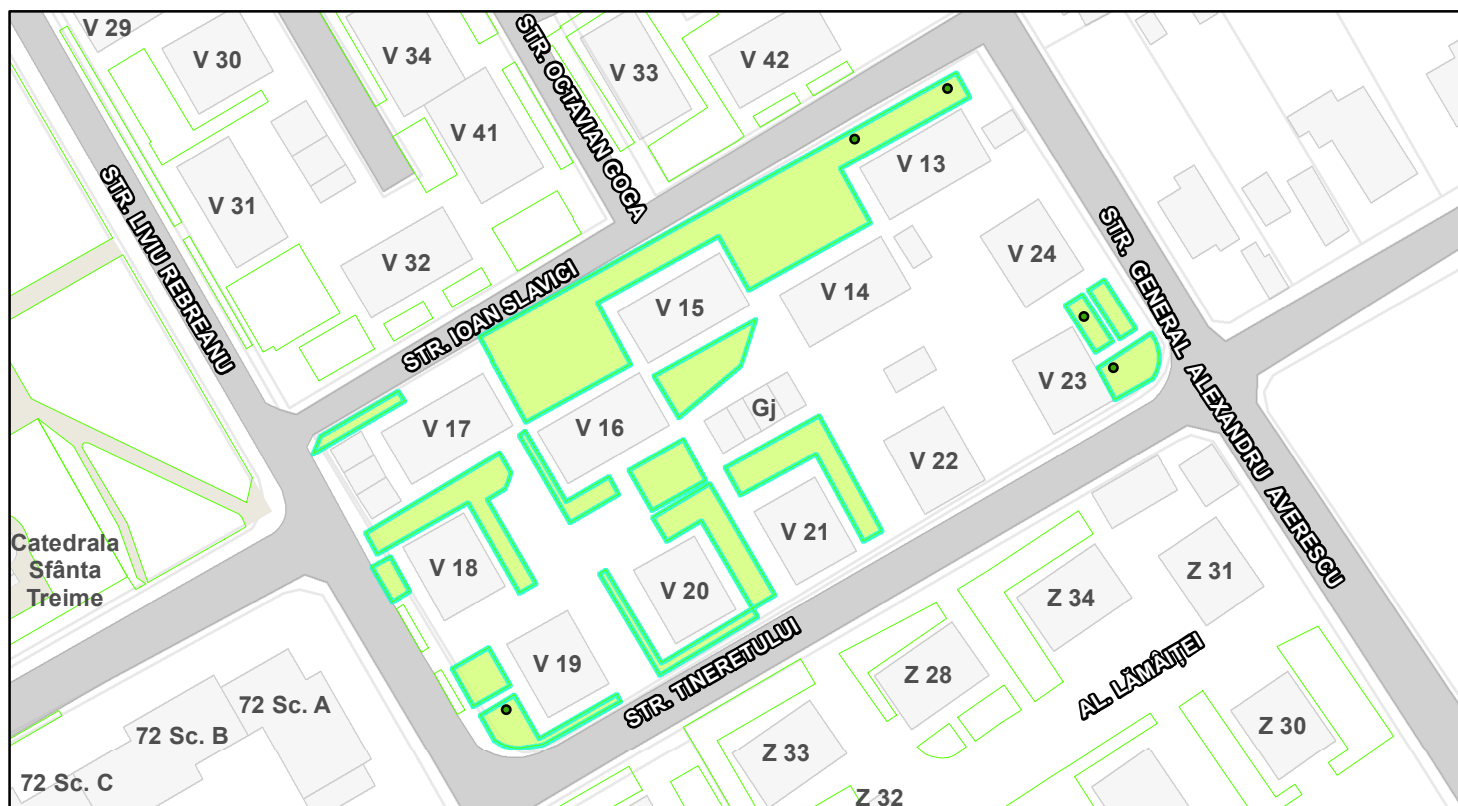 V 29
V 30
V 34
STR. OCTAVIAN GOGA
V 33
V 42
V 41
V 13
V 31
STR. LIVIU REBREANU
V 32
STR. IOAN SLAVICI
V 24
STR. GENERAL ALEXANDRU AVERESCU
V 15
V 14
V 23
V 17
V 16
Gj
V 22
V 21
Catedrala
Sfânta
Treime
V 18
V 20
V 19
STR. TINERETULUI
Z 31
Z 34
AL. LĂMÂIȚEI
Z 28
72 Sc. A
72 Sc. B
72 Sc. C
Z 33
Z 30
Z 32